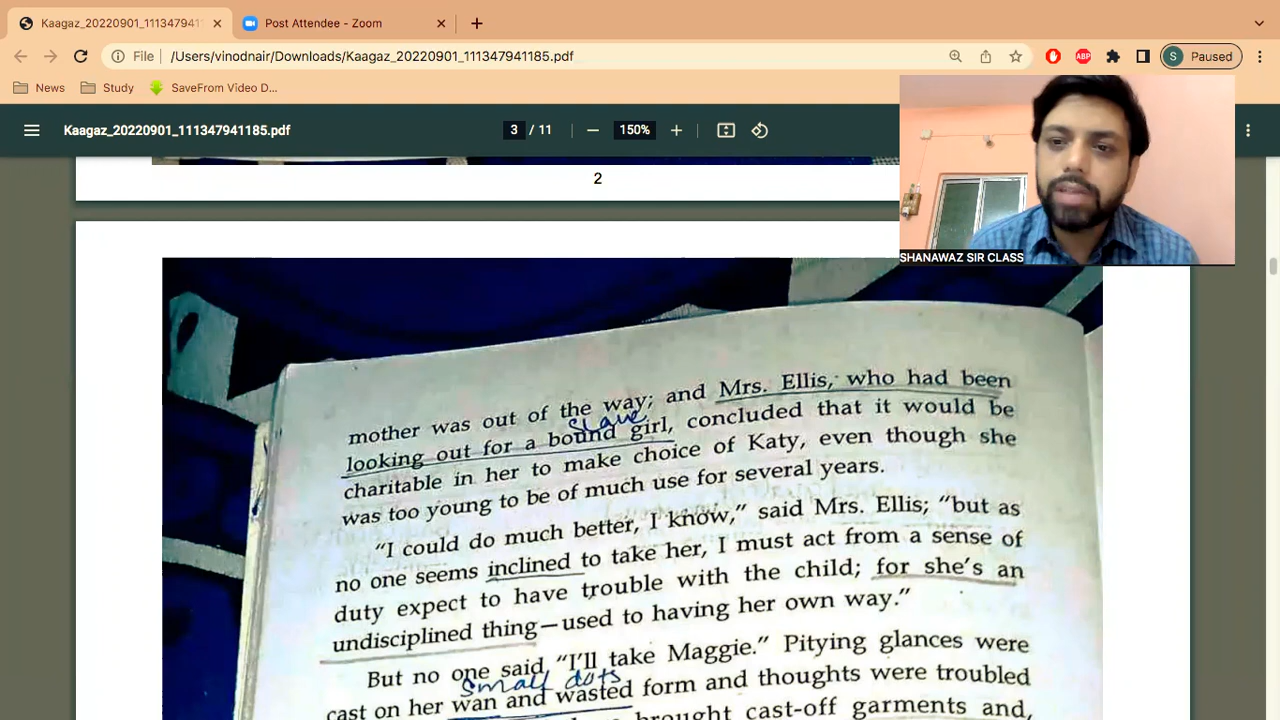 Kaagaz_20220901_1113479411
Post Attendee - Zoom
File
/Users/vinodnair/Downloads/Kaagaz_20220901_111347941185.pdf
ABP
S
Paused
News
Study
SaveFrom Video D...
Kaagaz_20220901_111347941185.pdf
3 / 11
150%
2
SHANAWAZ SIR CLASS
mother was out of the way; and Mrs. Ellis, who had been
Slave
looking out for a bound girl, concluded that it would be
charitable in her to make choice of Katy, even though she
was too young to be of much use for several years.
"I could do much better, I know," said Mrs. Ellis; "but as
no one seems inclined to take her, I must act from a sense of
duty expect to have trouble with the child; for she's an
undisciplined thing—used to having her own way."
But no one said "I'll take Maggie." Pitying glances were
small dots
cast on her wan and wasted form and thoughts were troubled
brought cast-off garments and,